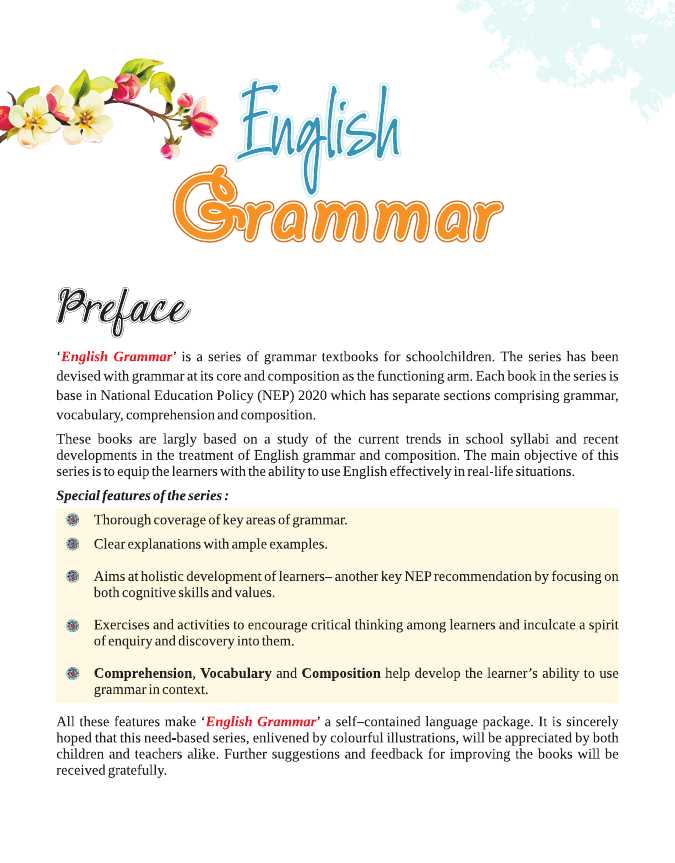 English
Grammar
Preface
‘English Grammar’ is a series of grammar textbooks for schoolchildren. The series has been
devised with grammar at its core and composition as the functioning arm. Each book in the series is
base in National Education Policy (NEP) 2020 which has separate sections comprising grammar,
vocabulary, comprehension and composition.
These books are largly based on a study of the current trends in school syllabi and recent
developments in the treatment of English grammar and composition. The main objective of this
series is to equip the learners with the ability to use English effectively in real-life situations.
Special features of the series :
Thorough coverage of key areas of grammar.
Clear explanations with ample examples.
Aims at holistic development of learners– another key NEP recommendation by focusing on
both cognitive skills and values.
Exercises and activities to encourage critical thinking among learners and inculcate a spirit
of enquiry and discovery into them.
Comprehension, Vocabulary and Composition help develop the learner’s ability to use
grammar in context.
All these features make ‘English Grammar’ a self–contained language package. It is sincerely
hoped that this need-based series, enlivened by colourful illustrations, will be appreciated by both
children and teachers alike. Further suggestions and feedback for improving the books will be
received gratefully.